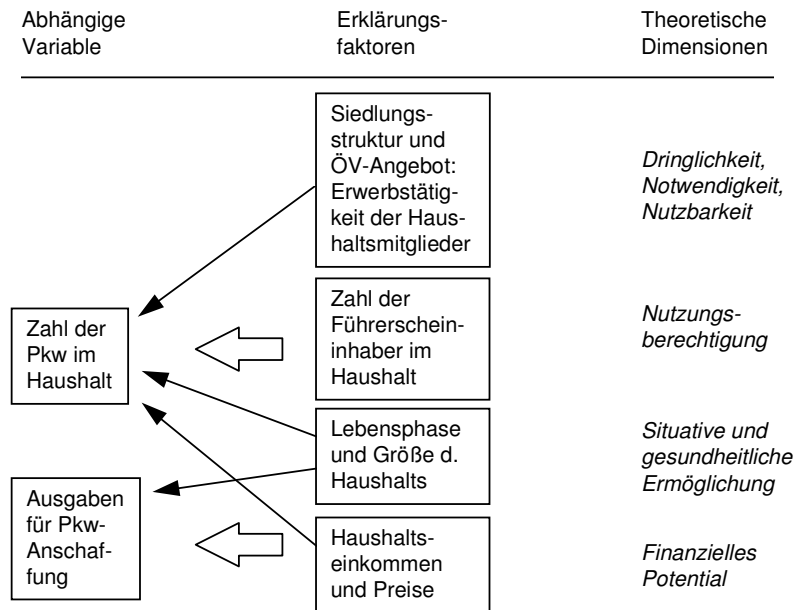 Abhängige
Variable
Erklärungs-
faktoren
Theoretische
Dimensionen
Siedlungs-
struktur und
ÖV-Angebot:
Erwerbstätig-
keit der Haus-
haltsmitglieder
Dringlichkeit,
Notwendigkeit,
Nutzbarkeit
Zahl der
Pkw im
Haushalt
Zahl der
Führerschein-
inhaber im
Haushalt
Nutzungs-
berechtigung
Lebensphase
und Größe d.
Haushalts
Situative und
gesundheitliche
Ermöglichung
Ausgaben
für Pkw-
Anschaf-
fung
Haushalts-
einkommen
und Preise
Finanzielles
Potential